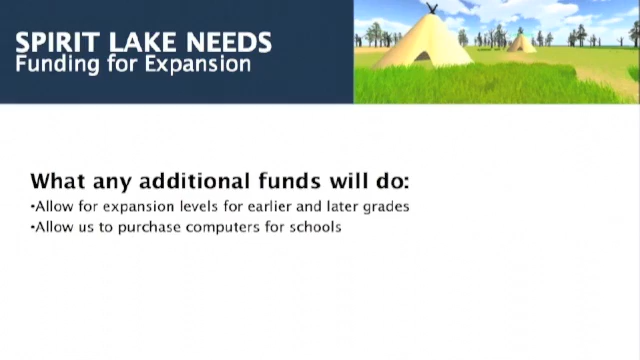 SPIRIT LAKE NEEDS
Funding for Expansion
What any additional funds will do:
•Allow for expansion levels for earlier and later grades
•Allow us to purchase computers for schools